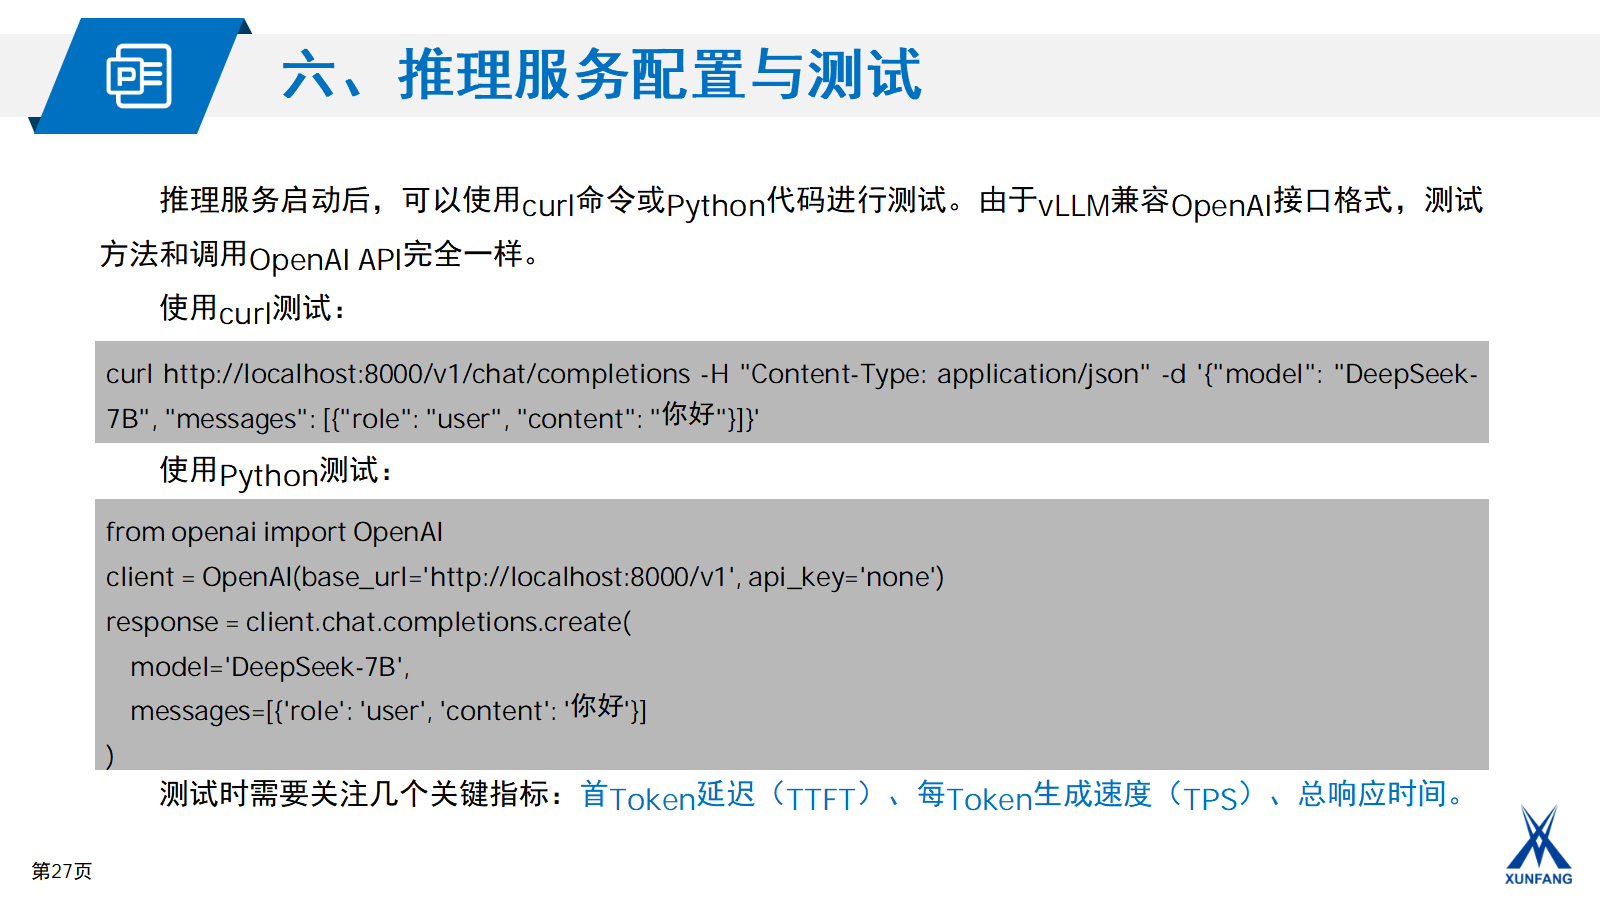 六、推理服务配置与测试
推理服务启动后，可以使用curl命令或Python代码进行测试。由于vLLM兼容OpenAI接口格式，测试
方法和调用OpenAI API完全一样。
使用curl测试：
curl http://localhost:8000/v1/chat/completions -H "Content-Type: application/json" -d '{"model": "DeepSeek-
7B", "messages": [{"role": "user", "content": "你好"}]}'
使用Python测试：
from openai import OpenAI
client = OpenAI(base_url='http://localhost:8000/v1', api_key='none')
response = client.chat.completions.create(
model='DeepSeek-7B',
messages=[{'role': 'user', 'content': '你好'}]
)
测试时需要关注几个关键指标：首Token延迟（TTFT）、每Token生成速度（TPS）、总响应时间。
第27页
XUNFANG